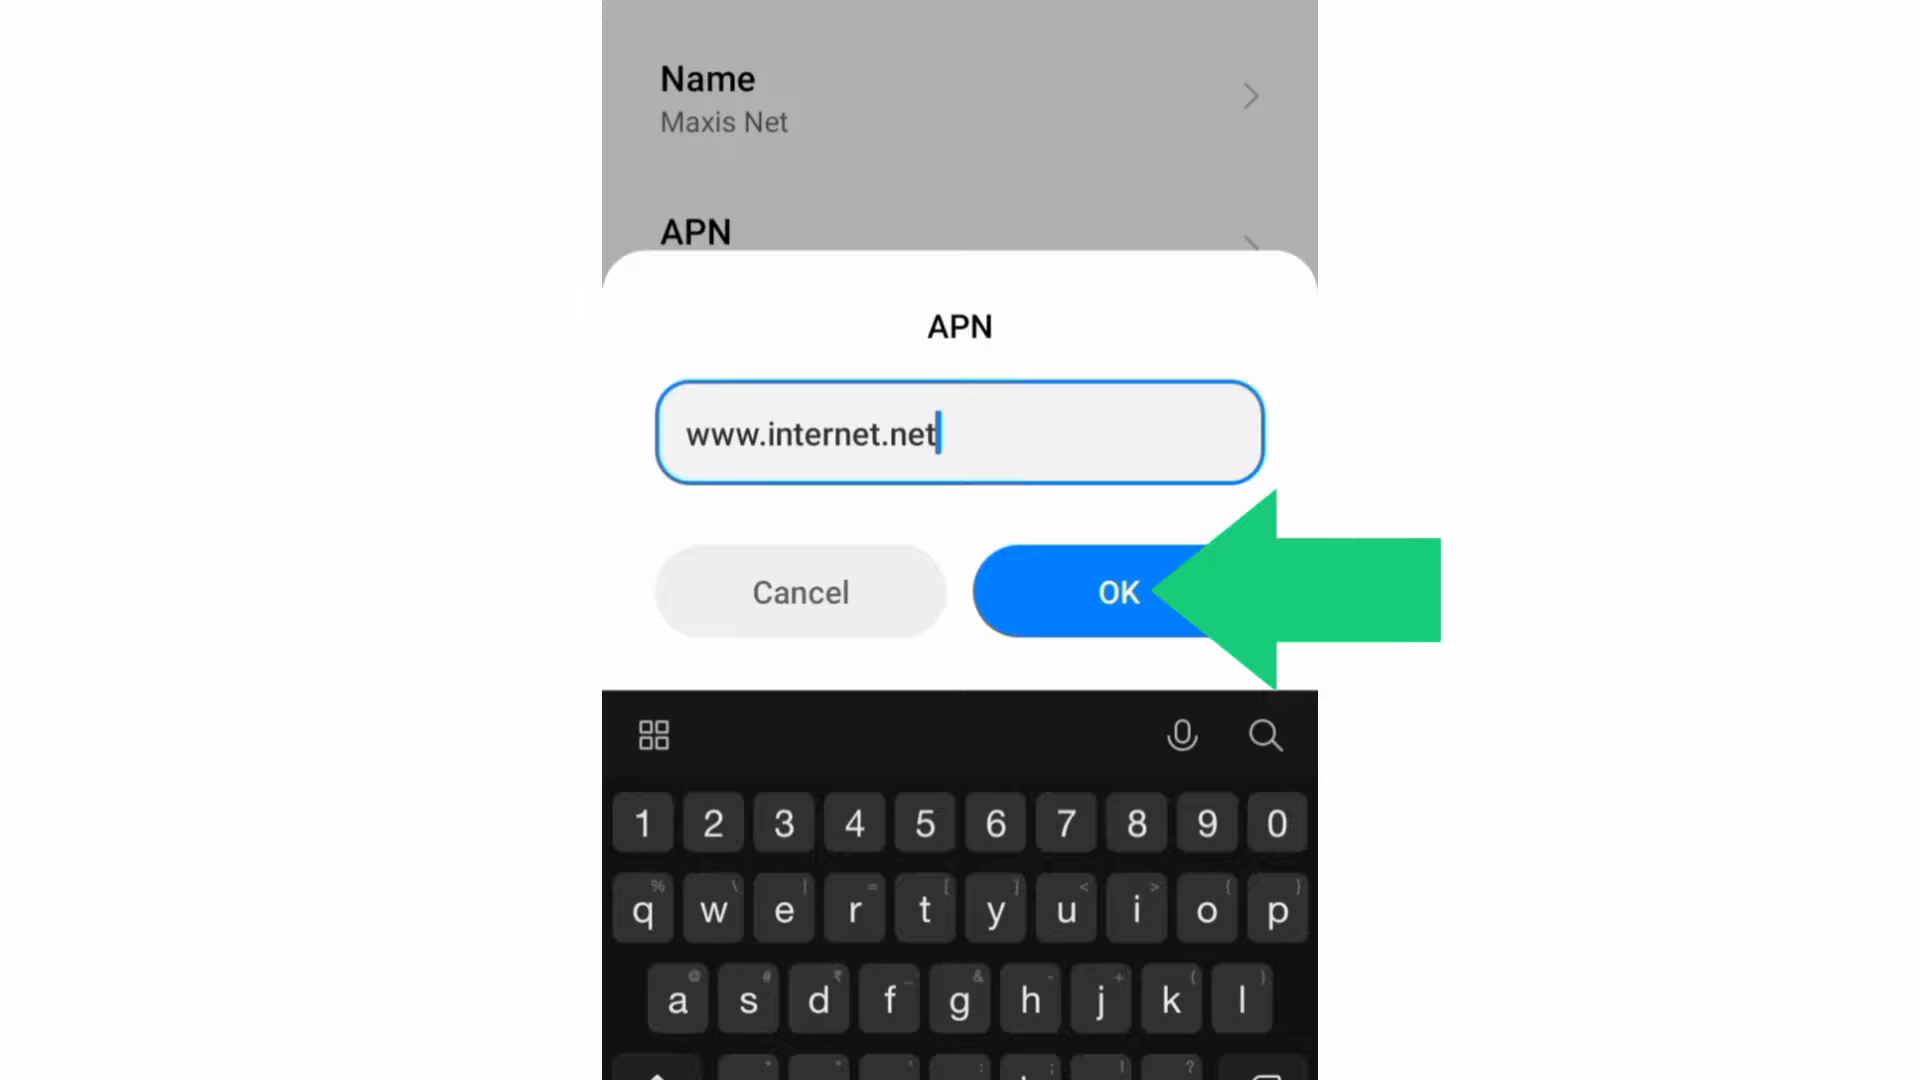 Name
Maxis Net
APN
APN
www.internet.net
Cancel
OK
1 2 3 4 5 6 7 8 9 0
% \ | = [ ] < > { }
q w e r t y u i o p
@ # ₹ _ & - + ( )
a s d f g h j k l